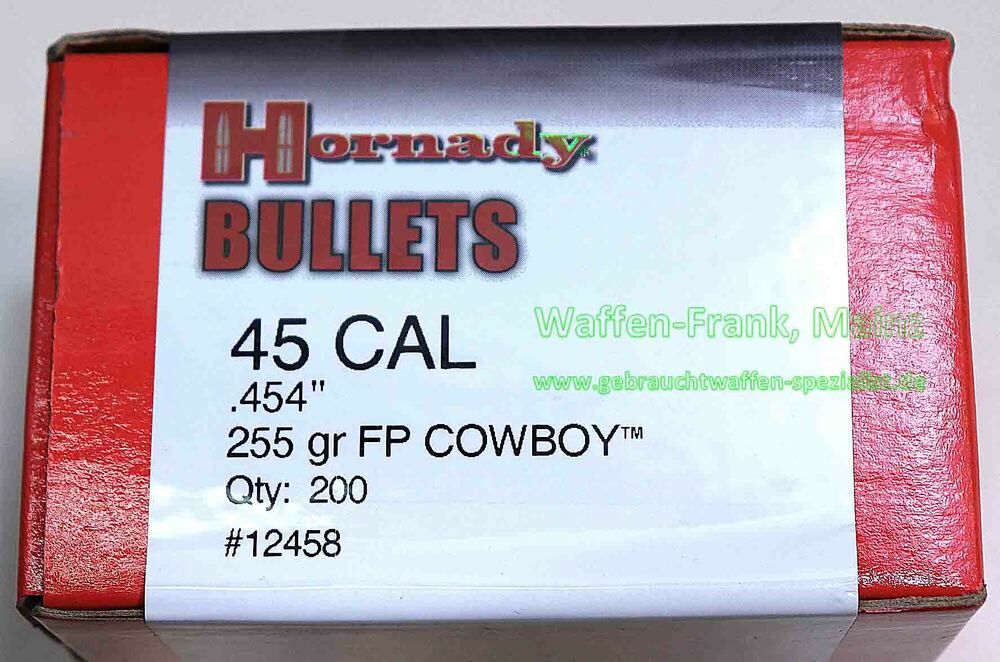 Hornady
BULLETS
45 CAL
.454"
255 gr FP COWBOY™
Qty: 200
#12458
Waffen-Frank, Mainz
www.gebrauchtwaffen-spezialist.de